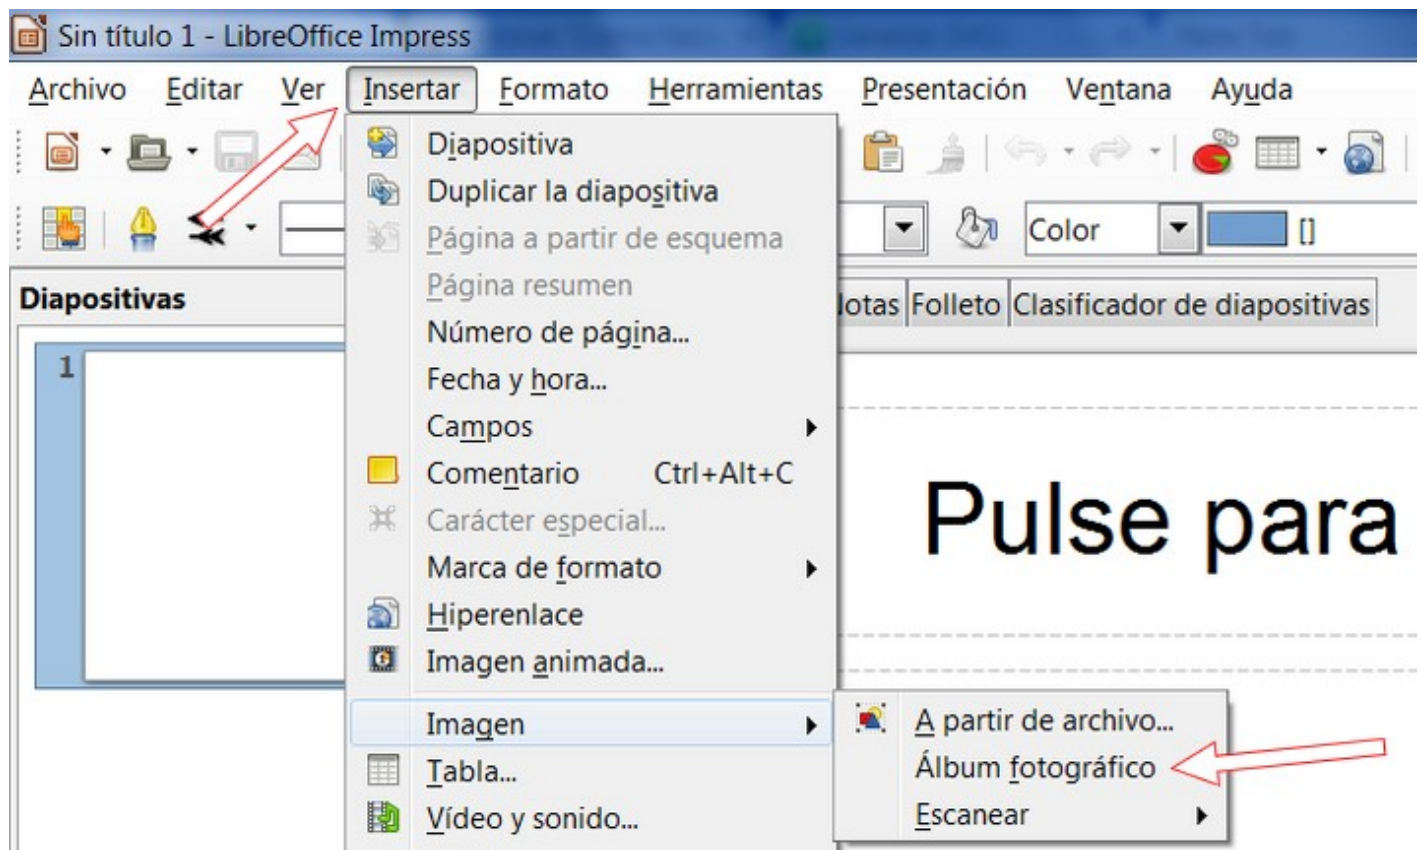 Sin título 1 - LibreOffice Impress
Archivo Editar Ver Insertar Formato Herramientas Presentación Ventana Ayuda
Diapositiva
Duplicar la diapositiva
Página a partir de esquema
Color []
Página resumen
Diapositivas
Folleto Clasificador de diapositivas
Número de página...
1
Fecha y hora...
Campos
Comentario Ctrl+Alt+C
Carácter especial...
Pulse para
Marca de formato
Hiperenlace
Imagen animada...
Imagen
A partir de archivo...
Tabla...
Álbum fotográfico
Vídeo y sonido...
Escanear